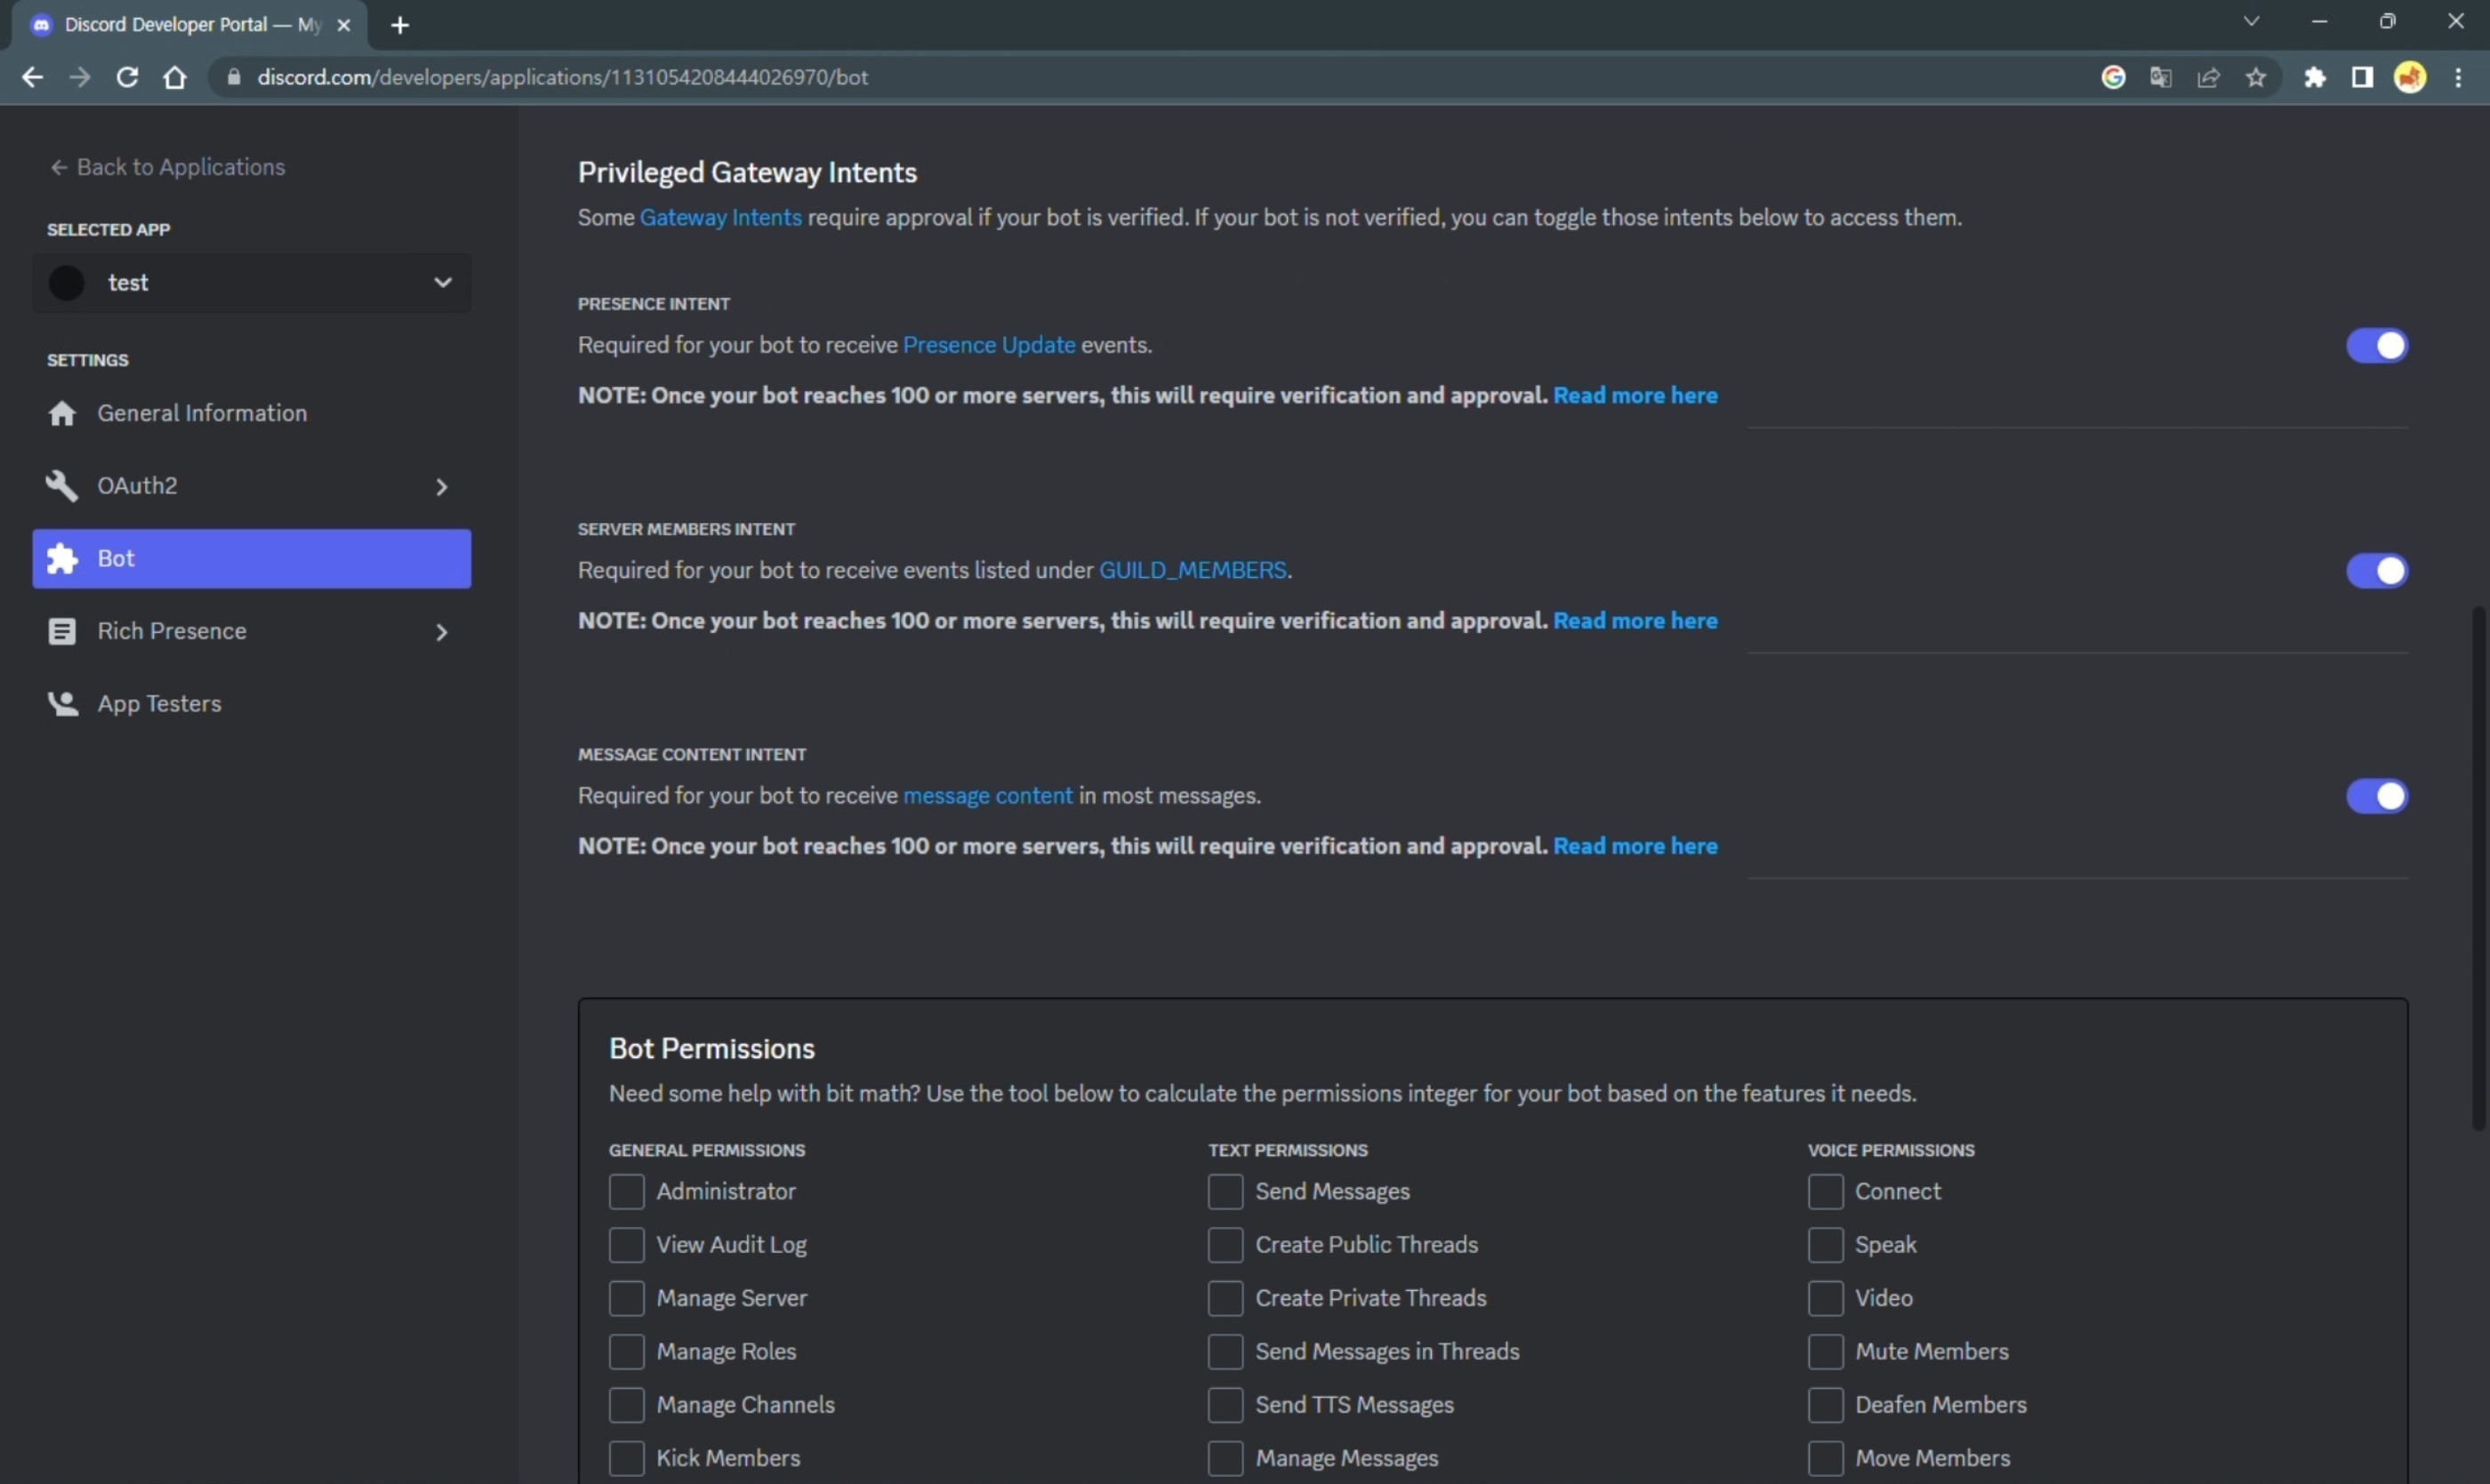 Discord Developer Portal — My
discord.com/developers/applications/1131054208444026970/bot
← Back to Applications
SELECTED APP
test
SETTINGS
General Information
OAuth2
Bot
Rich Presence
App Testers
Privileged Gateway Intents
Some Gateway Intents require approval if your bot is verified. If your bot is not verified, you can toggle those intents below to access them.
PRESENCE INTENT
Required for your bot to receive Presence Update events.
NOTE: Once your bot reaches 100 or more servers, this will require verification and approval. Read more here
SERVER MEMBERS INTENT
Required for your bot to receive events listed under GUILD_MEMBERS.
NOTE: Once your bot reaches 100 or more servers, this will require verification and approval. Read more here
MESSAGE CONTENT INTENT
Required for your bot to receive message content in most messages.
NOTE: Once your bot reaches 100 or more servers, this will require verification and approval. Read more here
Bot Permissions
Need some help with bit math? Use the tool below to calculate the permissions integer for your bot based on the features it needs.
GENERAL PERMISSIONS
Administrator
View Audit Log
Manage Server
Manage Roles
Manage Channels
Kick Members
TEXT PERMISSIONS
Send Messages
Create Public Threads
Create Private Threads
Send Messages in Threads
Send TTS Messages
Manage Messages
VOICE PERMISSIONS
Connect
Speak
Video
Mute Members
Deafen Members
Move Members